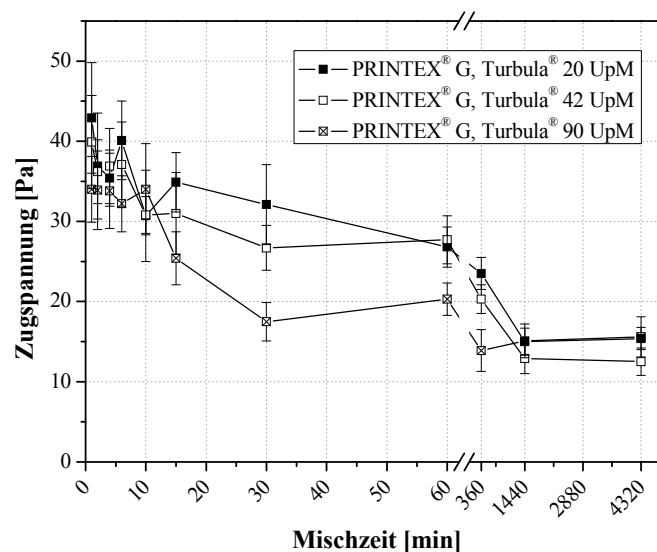 50
40
30
20
10
0
Zugspannung [Pa]
PRINTEX® G, Turbula® 20 UpM
PRINTEX® G, Turbula® 42 UpM
PRINTEX® G, Turbula® 90 UpM
0 10 20 30 40 50 60 360 1440 2880 4320
Mischzeit [min]